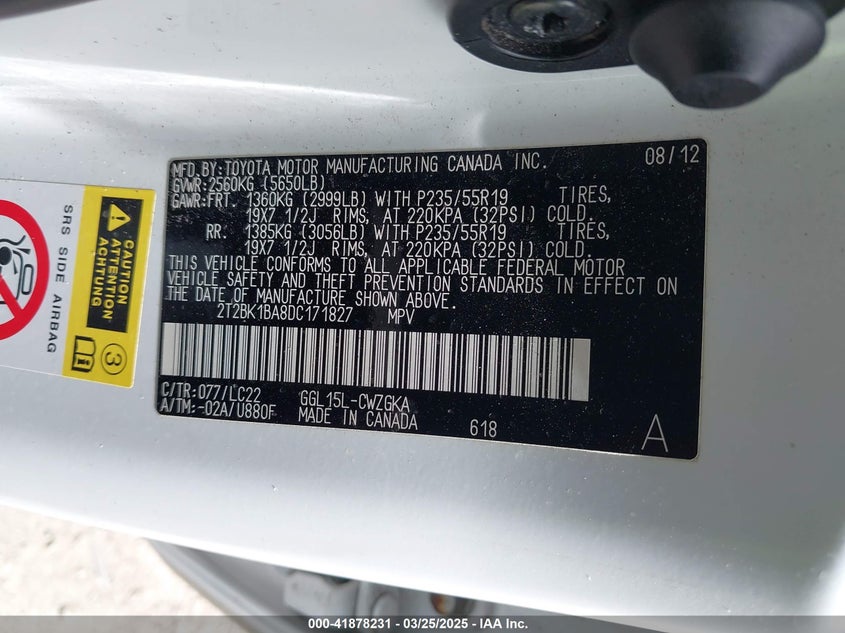 MFD.BY:TOYOTA MOTOR MANUFACTURING CANADA INC. 08/12
GVWR:2560KG (5650LB)
GAWR:FRT. 1360KG (2999LB) WITH P235/55R19 TIRES,
19X7 1/2J RIMS, AT 220KPA (32PSI) COLD.
RR. 1385KG (3056LB) WITH P235/55R19 TIRES,
19X7 1/2J RIMS, AT 220KPA (32PSI) COLD.
THIS VEHICLE CONFORMS TO ALL APPLICABLE FEDERAL MOTOR
VEHICLE SAFETY AND THEFT PREVENTION STANDARDS IN EFFECT ON
THE DATE OF MANUFACTURE SHOWN ABOVE.
2T2BK1BA8DC171827 MPV
C/TR:077/LC22 GGL15L-CWZGKA
A/TM:-02A/U880F MADE IN CANADA 618 A
SRS SIDE AIRBAG
CAUTION
ATTENTION
ACHTUNG
3
000-41878231 - 03/25/2025 - IAA Inc.